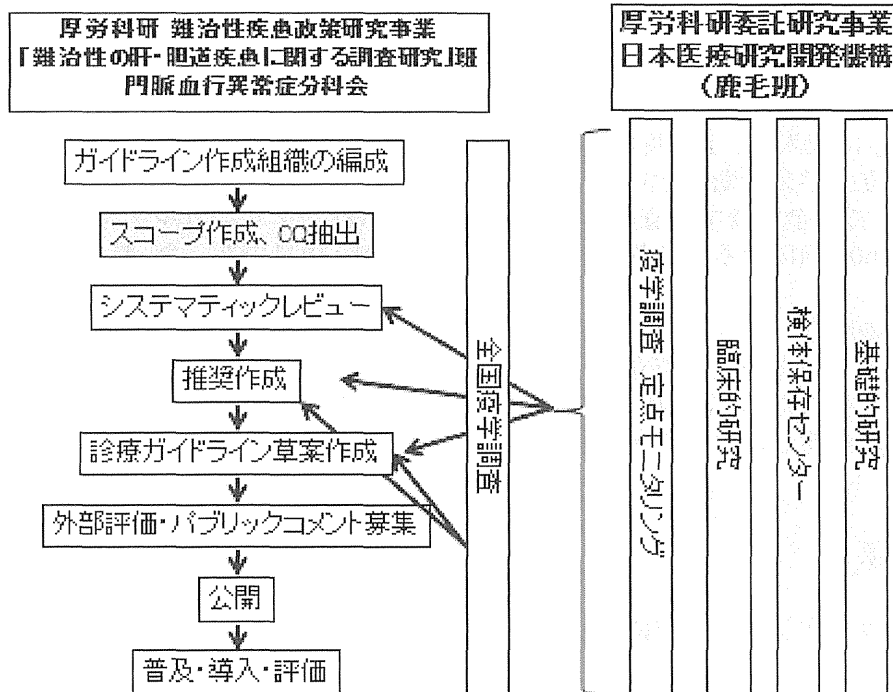 厚労科研 難治性疾患政策研究事業
「難治性の肝・胆道疾患に関する調査研究」班
門脈血行異常症分科会
厚労科研委託研究事業
日本医療研究開発機構
(鹿毛班)
ガイドライン作成組織の編成
スコープ作成、CQ抽出
システマティックレビュー
推奨作成
診療ガイドライン草案作成
外部評価・パブリックコメント募集
公開
普及・導入・評価
全国疫学調査
疫学調査 定点モニタリング
臨床的研究
検体保存センター
基礎的研究